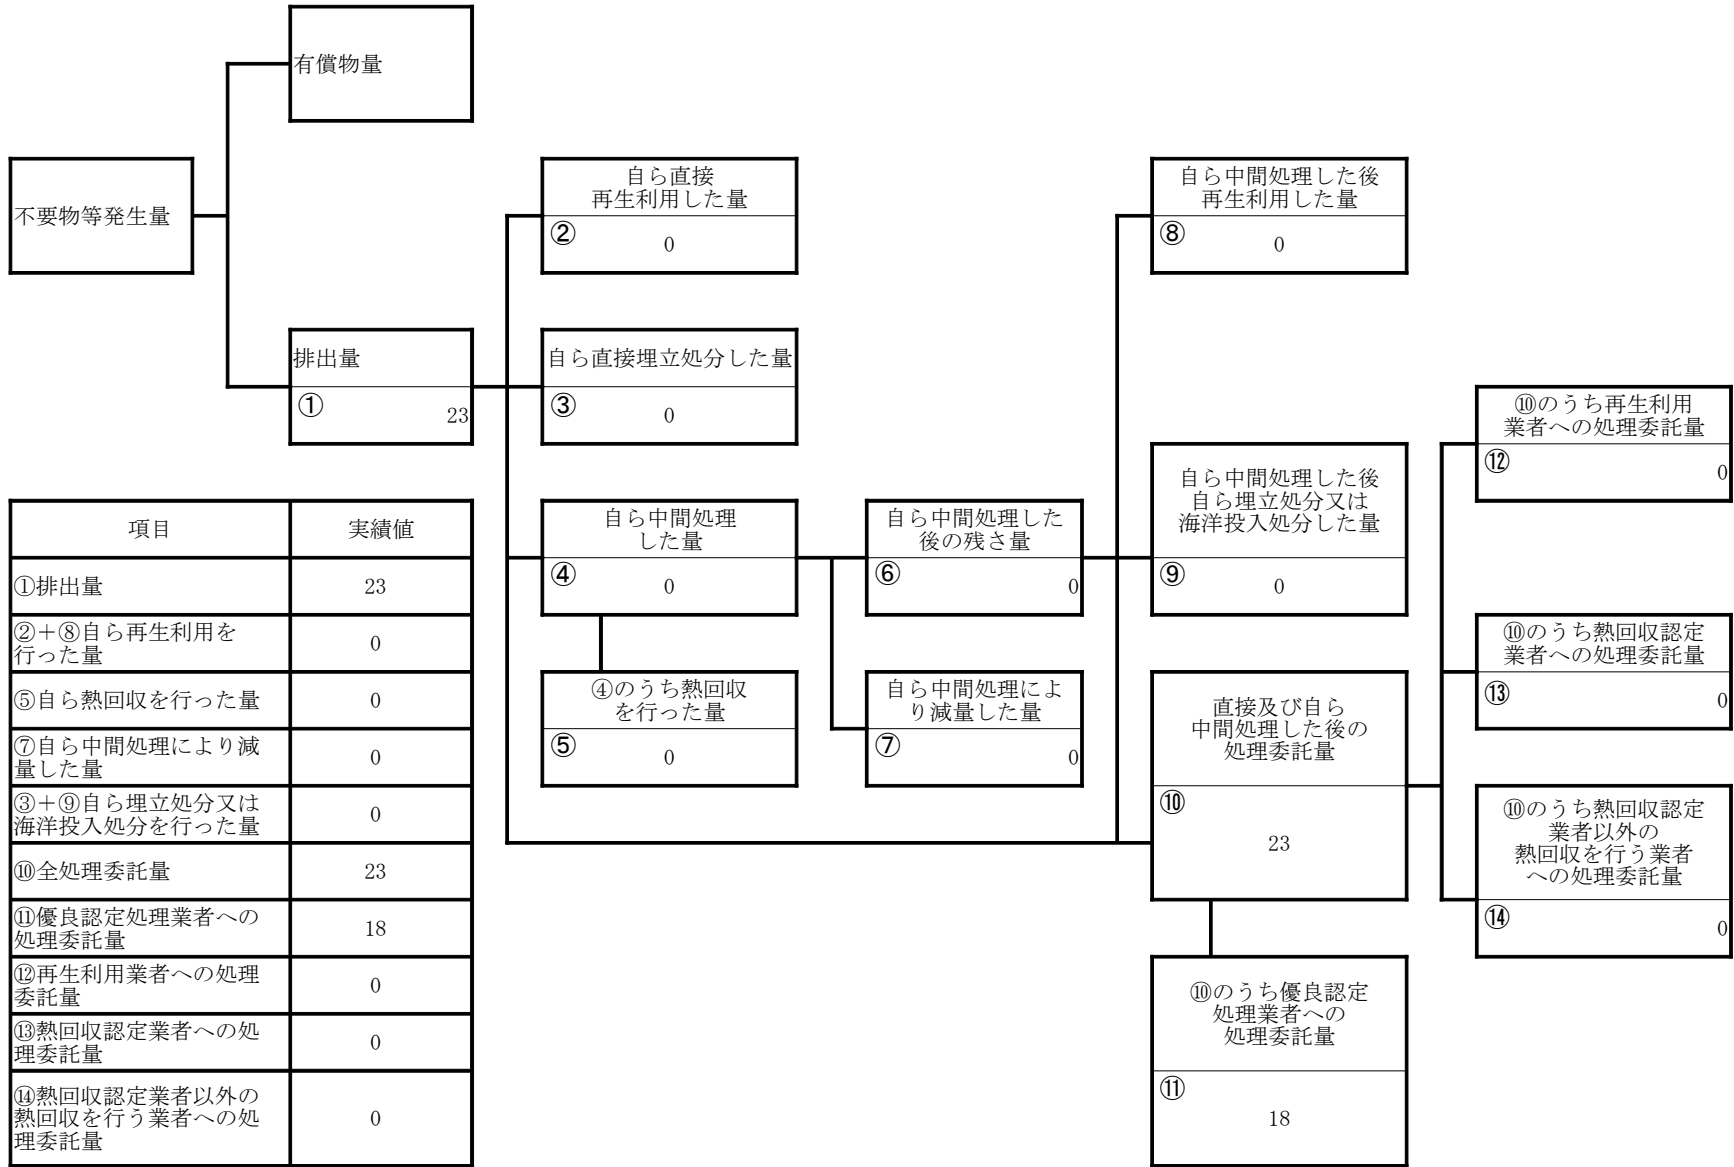 有償物量
不要物等発生量
自ら直接
再生利用した量
②
0
自ら中間処理した後
再生利用した量
⑧
0
排出量
①
23
自ら直接埋立処分した量
③
0
⑩のうち再生利用
業者への処理委託量
⑫
0
自ら中間処理
した量
④
0
自ら中間処理した
後の残さ量
⑥
0
自ら中間処理した後
自ら埋立処分又は
海洋投入処分した量
⑨
0
⑩のうち熱回収認定
業者への処理委託量
⑬
0
④のうち熱回収
を行った量
⑤
0
自ら中間処理によ
り減量した量
⑦
0
直接及び自ら
中間処理した後の
処理委託量
⑩
23
⑩のうち熱回収認定
業者以外の
熱回収を行う業者
への処理委託量
⑭
0
⑩のうち優良認定
処理業者への
処理委託量
⑪
18
項目 実績値
①排出量 23
②＋⑧自ら再生利用を
行った量 0
⑤自ら熱回収を行った量 0
⑦自ら中間処理により減
量した量 0
③＋⑨自ら埋立処分又は
海洋投入処分を行った量 0
⑩全処理委託量 23
⑪優良認定処理業者への
処理委託量 18
⑫再生利用業者への処理
委託量 0
⑬熱回収認定業者への処
理委託量 0
⑭熱回収認定業者以外の
熱回収を行う業者への処
理委託量 0